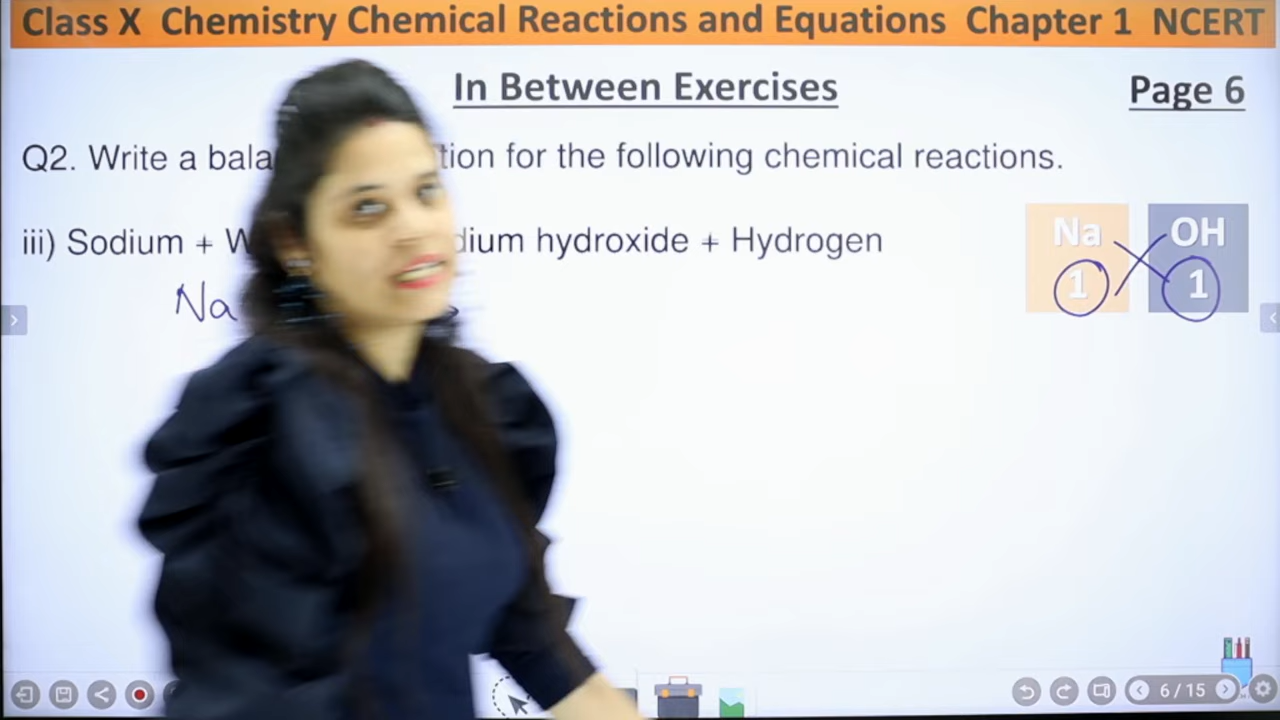 Class X Chemistry Chemical Reactions and Equations Chapter 1 NCERT
In Between Exercises
Page 6
Q2. Write a bala tion for the following chemical reactions.
iii) Sodium + W dium hydroxide + Hydrogen
Na OH
1 1
Na
6 / 15